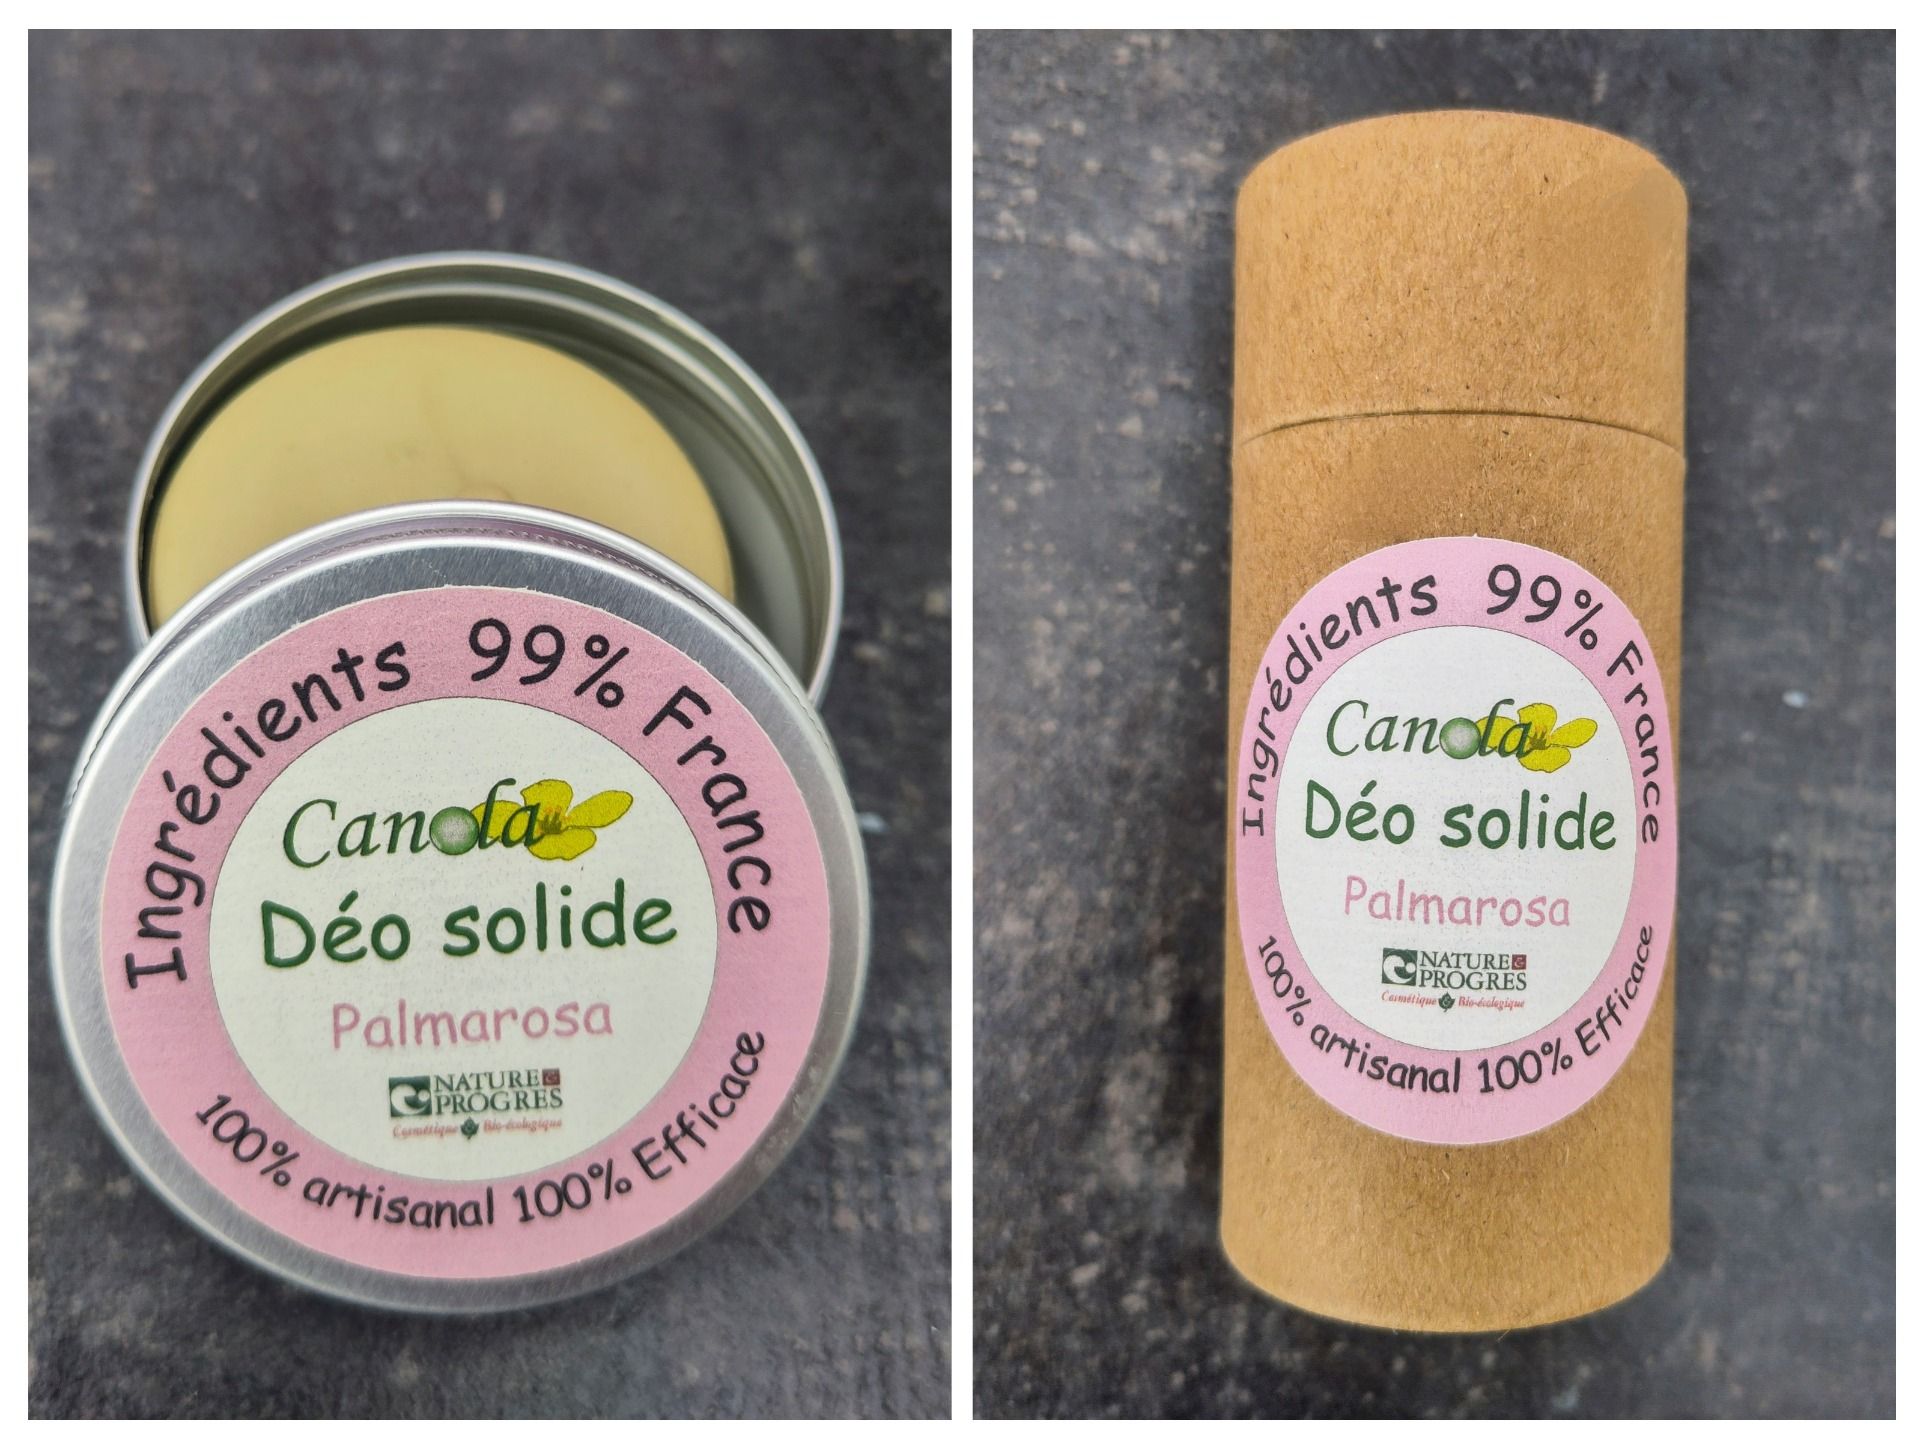 Ingrédients 99% France
Canola
Déo solide
Palmarosa
NATURE &
PROGRES
Cosmétique Bio-écologique
100% artisanal 100% Efficace
Ingrédients 99% France
Canola
Déo solide
Palmarosa
NATURE &
PROGRES
Cosmétique Bio-écologique
100% artisanal 100% Efficace